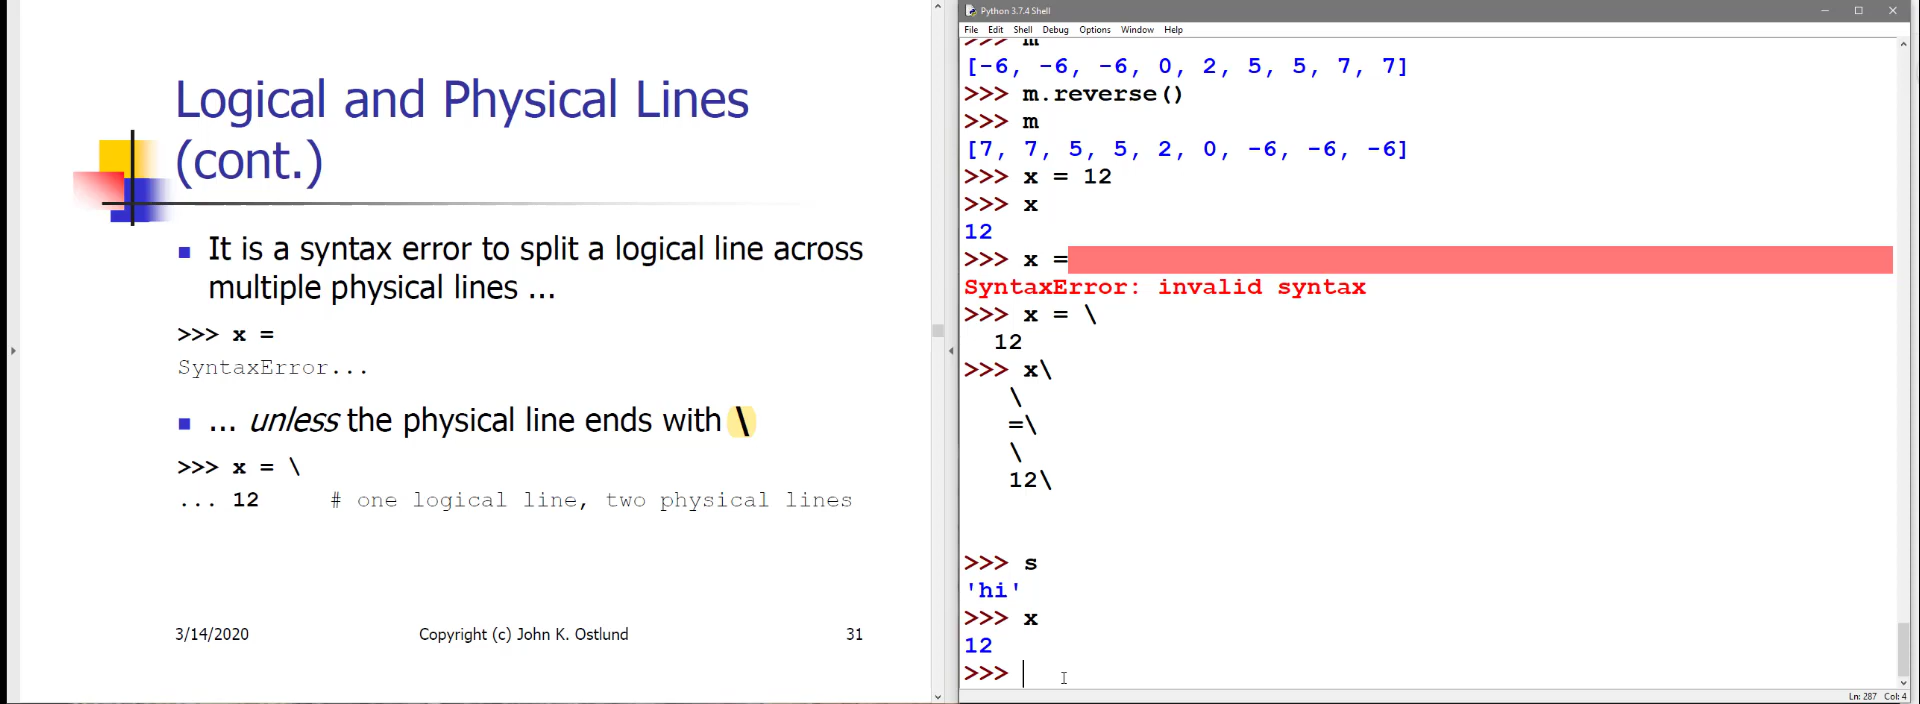 Logical and Physical Lines
(cont.)
It is a syntax error to split a logical line across
multiple physical lines ...
>>> x =
SyntaxError...
... unless the physical line ends with \
>>> x = \
... 12 # one logical line, two physical lines
3/14/2020 Copyright (c) John K. Ostlund 31
Python 3.7.4 Shell
File Edit Shell Debug Options Window Help
>>> m
[-6, -6, -6, 0, 2, 5, 5, 7, 7]
>>> m.reverse()
>>> m
[7, 7, 5, 5, 2, 0, -6, -6, -6]
>>> x = 12
>>> x
12
>>> x =
SyntaxError: invalid syntax
>>> x = \
12
>>> x\
\
=\
\
12\
>>> s
'hi'
>>> x
12
>>>
Ln: 287 Col: 4